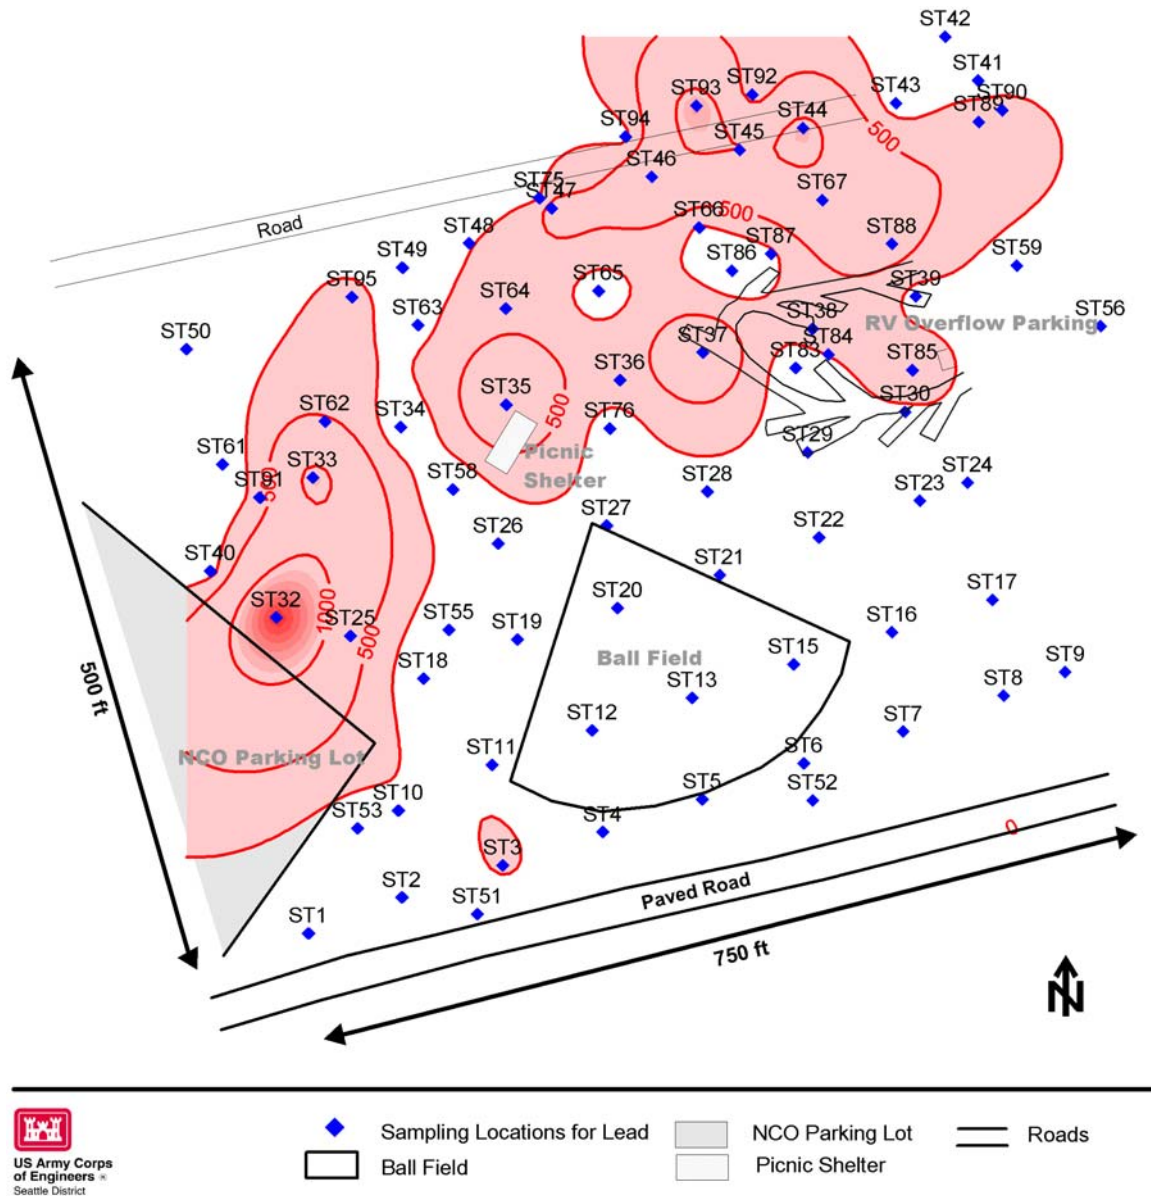 ST42
ST41
ST93
ST92
ST43
ST90
ST89
ST94
ST44
500
ST45
ST46
ST75
ST47
ST67
Road
ST66
500
ST48
ST88
ST49
ST86
ST87
ST59
ST95
ST65
ST64
ST39
ST63
ST38
RV Overflow Parking
ST56
ST50
ST37
ST84
ST83
ST85
ST36
ST35
ST30
500
ST62
ST34
ST76
ST61
ST33
Picnic
Shelter
ST29
ST91
500
ST58
ST28
ST24
ST23
ST27
ST26
ST22
ST40
ST21
ST17
ST32
1000
ST20
ST25
500
ST55
ST19
ST16
500 ft
ST18
Ball Field
ST15
ST9
ST13
ST8
ST12
ST7
NCO Parking Lot
ST11
ST6
ST10
ST5
ST52
ST53
ST4
0
ST3
ST2
ST51
Paved Road
ST1
750 ft
N
US Army Corps
of Engineers ®
Seattle District
Sampling Locations for Lead
Ball Field
NCO Parking Lot
Picnic Shelter
Roads